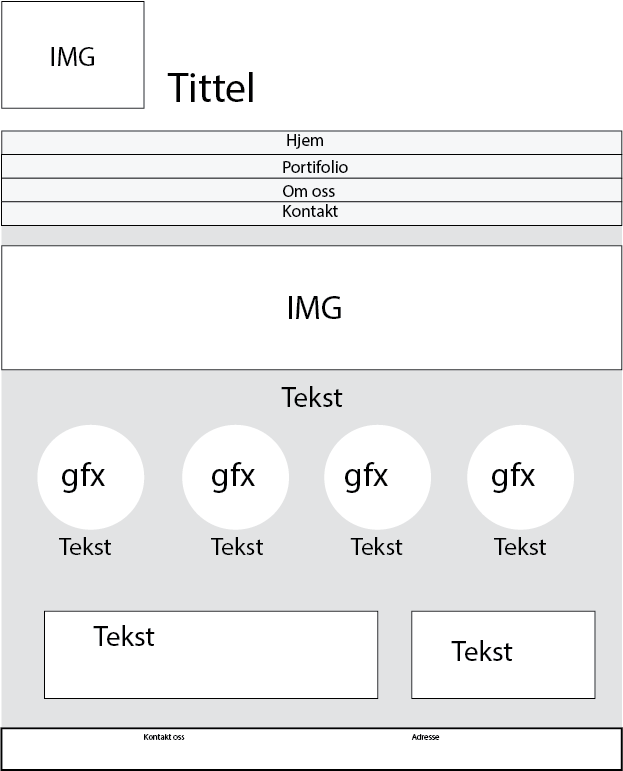 IMG
Tittel
Hjem
Portifolio
Om oss
Kontakt
IMG
Tekst
gfx gfx gfx gfx
Tekst Tekst Tekst Tekst
Tekst
Tekst
Kontakt oss Adresse